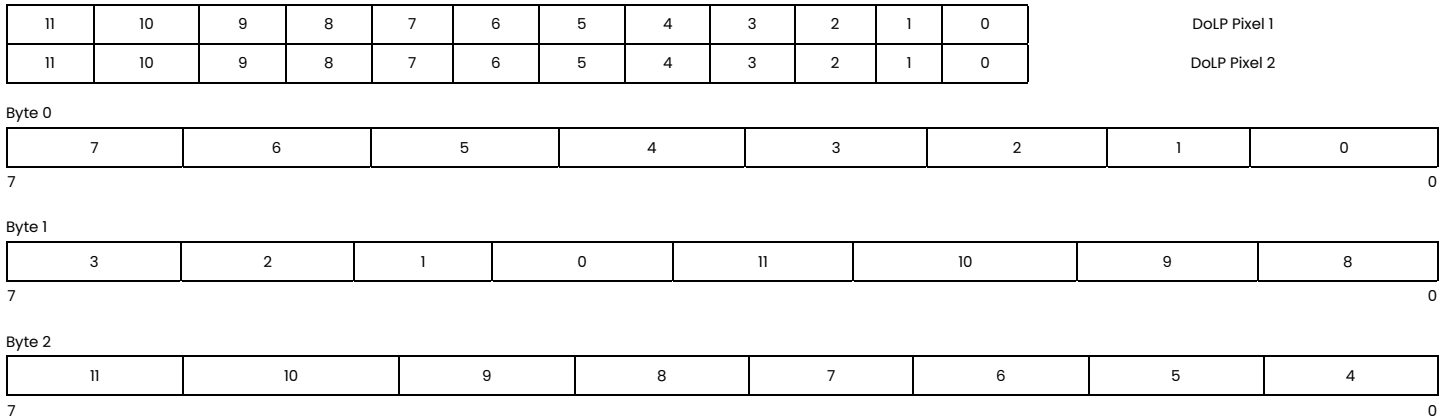 11 10 9 8 7 6 5 4 3 2 1 0 DoLP Pixel 1
11 10 9 8 7 6 5 4 3 2 1 0 DoLP Pixel 2
Byte 0
7 6 5 4 3 2 1 0
7 0
Byte 1
3 2 1 0 11 10 9 8
7 0
Byte 2
11 10 9 8 7 6 5 4
7 0